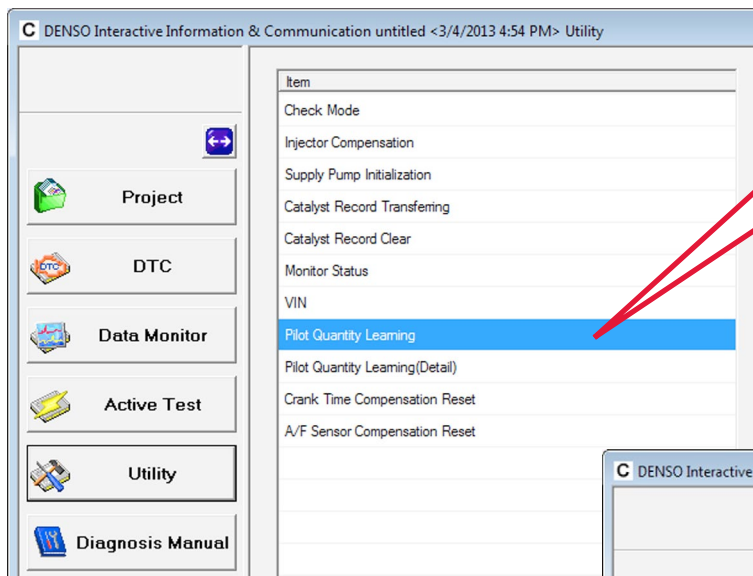 C DENSO Interactive Information & Communication untitled <3/4/2013 4:54 PM> Utility
Item
Check Mode
Injector Compensation
Supply Pump Initialization
Catalyst Record Transferring
Catalyst Record Clear
Monitor Status
VIN
Pilot Quantity Learning
Pilot Quantity Learning(Detail)
Crank Time Compensation Reset
A/F Sensor Compensation Reset
Project
DTC
DTC
Data Monitor
Active Test
Utility
Diagnosis Manual
C DENSO Interactive